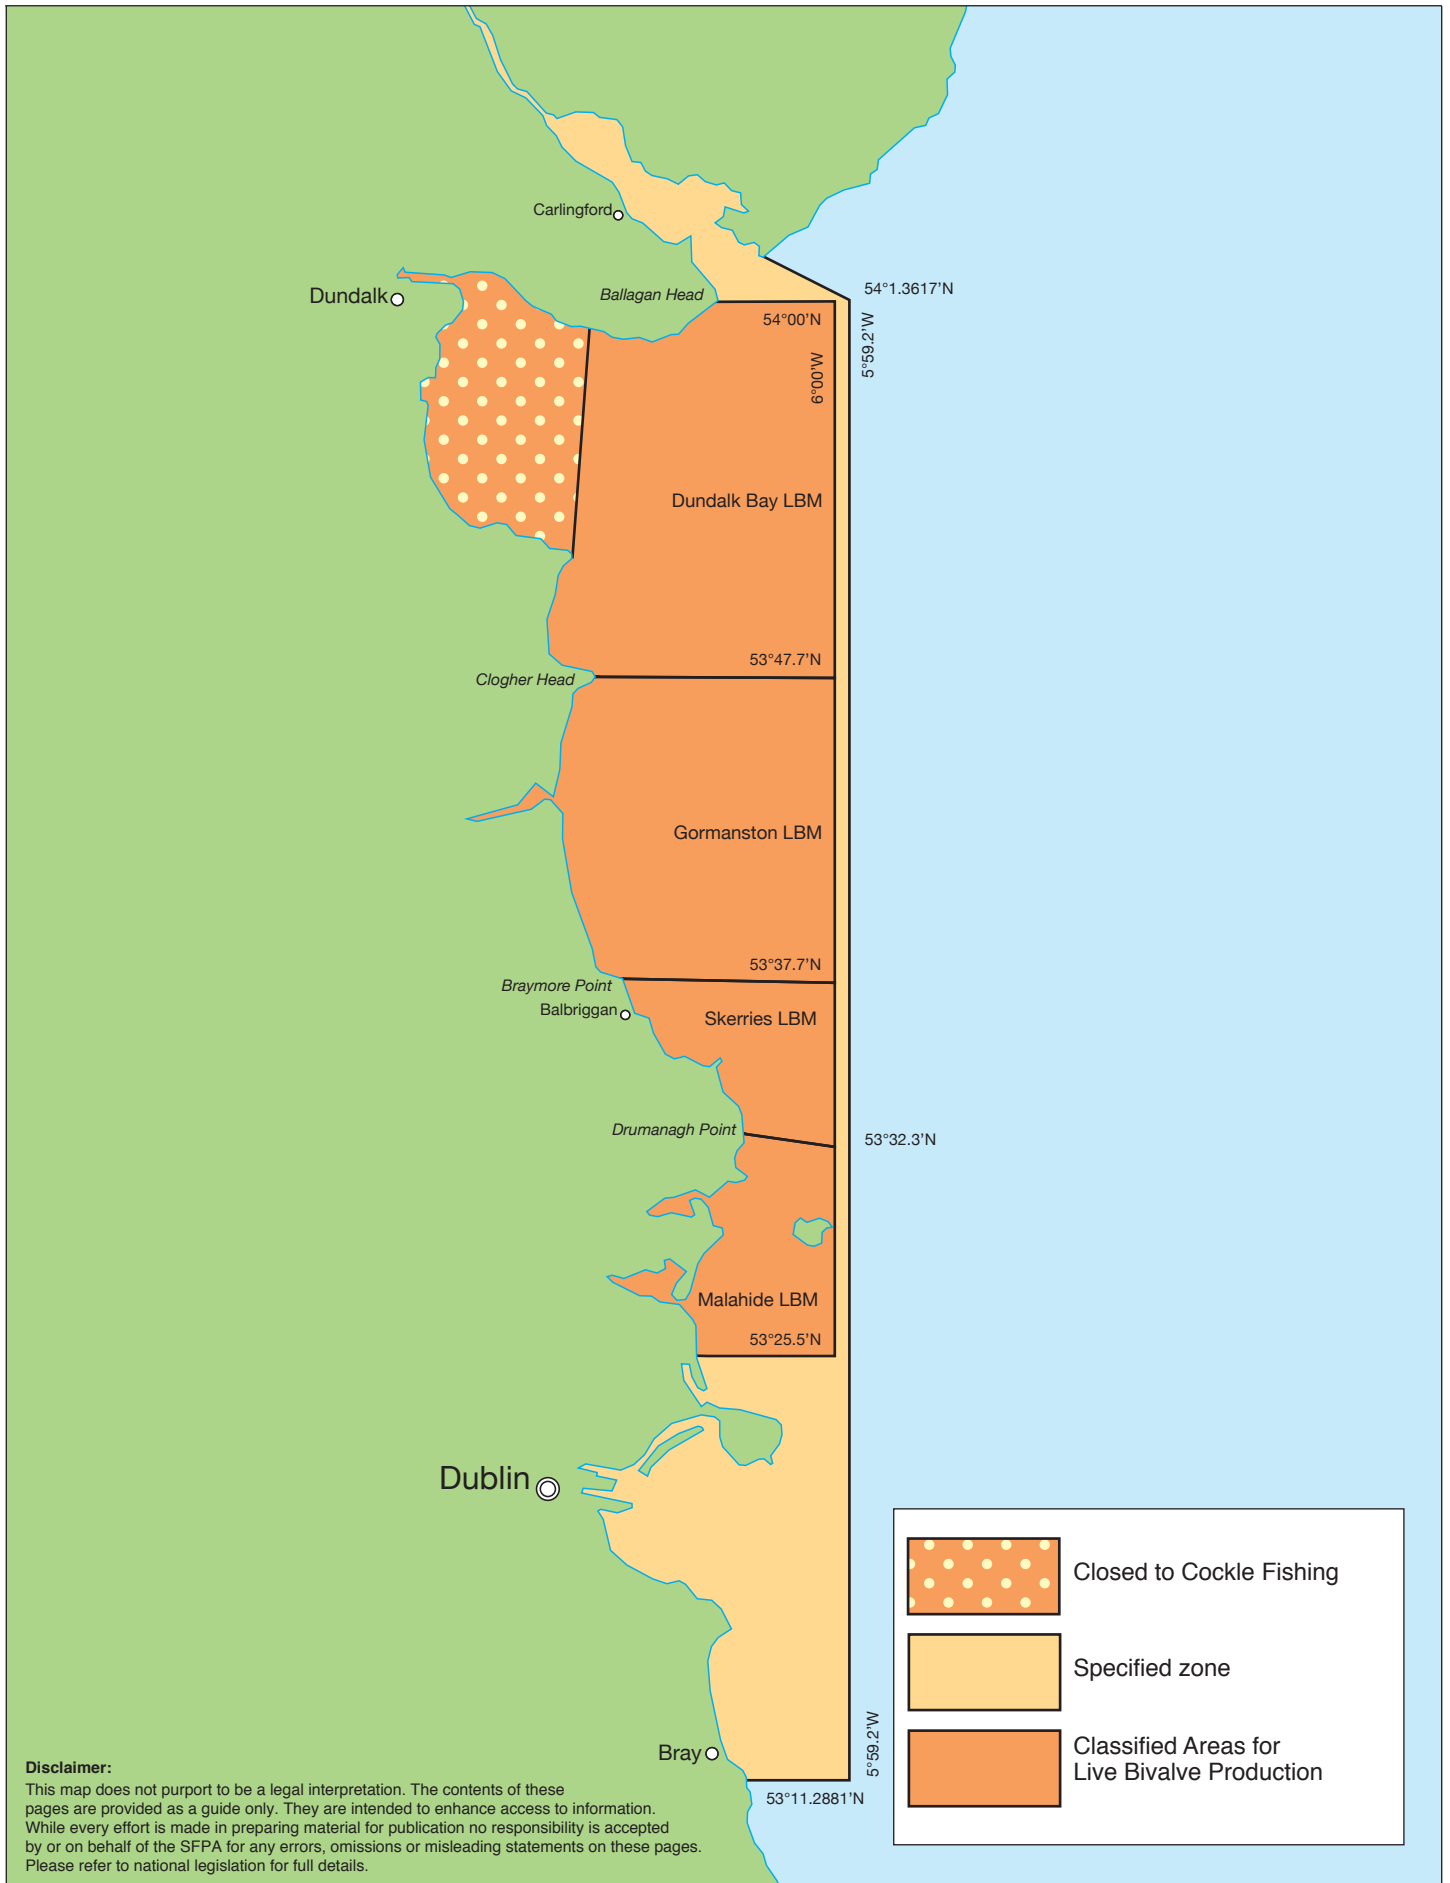 Carlingford
Dundalk
Ballagan Head
54°1.3617'N
54°00'N
5°59.2'W
6°00'W
Dundalk Bay LBM
53°47.7'N
Clogher Head
Gormanston LBM
53°37.7'N
Braymore Point
Balbriggan
Skerries LBM
Drumanagh Point
53°32.3'N
Malahide LBM
53°25.5'N
Dublin
Closed to Cockle Fishing
Specified zone
Classified Areas for
Live Bivalve Production
5°59.2'W
Bray
53°11.2881'N
Disclaimer:
This map does not purport to be a legal interpretation. The contents of these
pages are provided as a guide only. They are intended to enhance access to information.
While every effort is made in preparing material for publication no responsibility is accepted
by or on behalf of the SFPA for any errors, omissions or misleading statements on these pages.
Please refer to national legislation for full details.